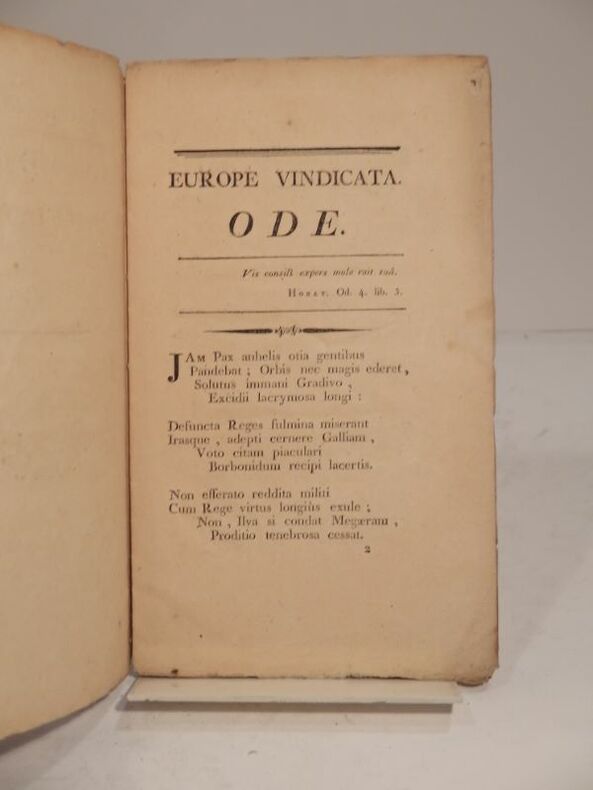 EUROPE VINDICATA.
ODE.
Vis consilî expers mole ruit suâ.
HORAT. Od. 4. lib. 3.
JAM Pax anhelis otia gentibus
Pandebat ; Orbis nec magis ederet ,
Solutus immani Gradivo ,
Excidii lacrymosa longi :
Defuncta Reges fulmina miserant
Irasque , adepti cernere Galliam ,
Voto citam piaculari
Borbonidum recipi lacertis.
Non efferato reddita militi
Cum Rege virtus longiùs exule ;
Non , Ilva si condat Megæram ,
Proditio tenebrosa cessat.
2